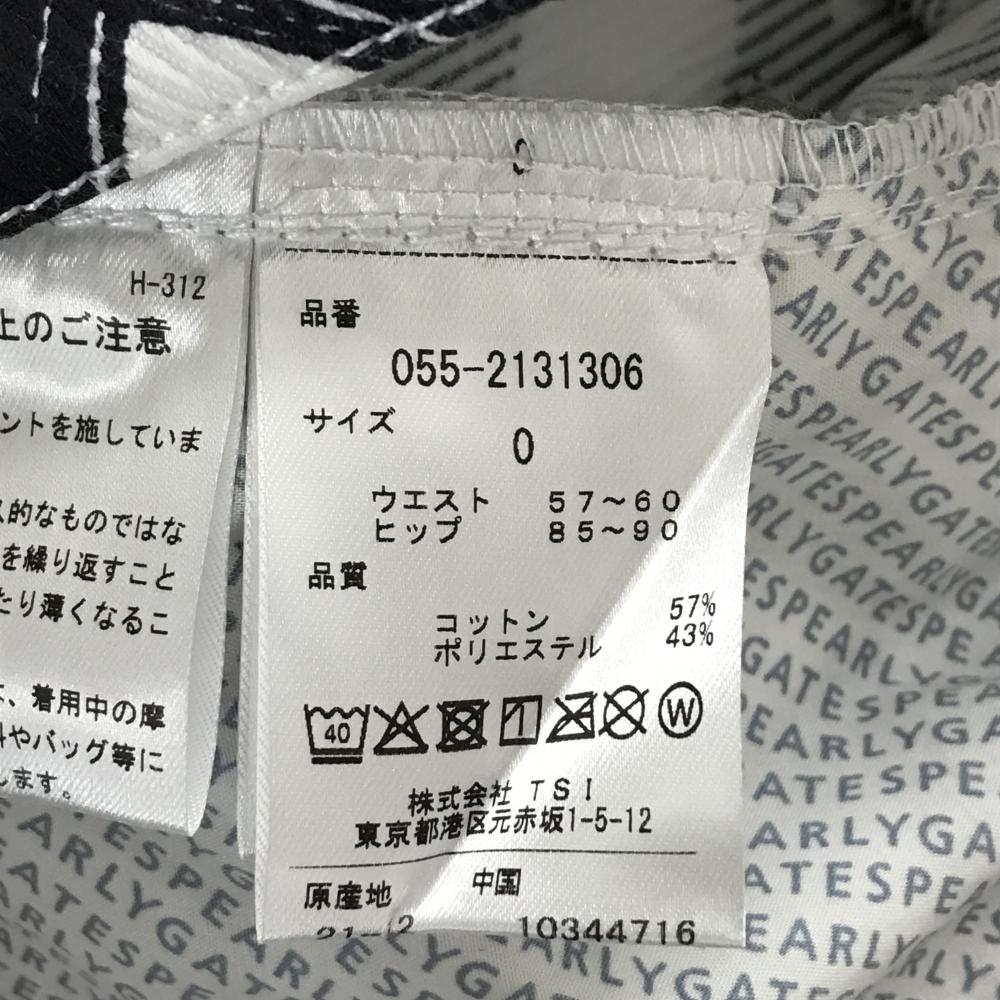 H-312
上のご注意
ントを施していま
的なものではな
を繰り返すこと
たり薄くなるこ
、着用中の摩
やバッグ等に
します。
品番
055-2131306
サイズ
0
ウエスト 57〜60
ヒップ 85〜90
品質
コットン 57%
ポリエステル 43%
40
W
株式会社 TSI
東京都港区元赤坂1-5-12
原産地 中国
10344716
PEARLYGATES